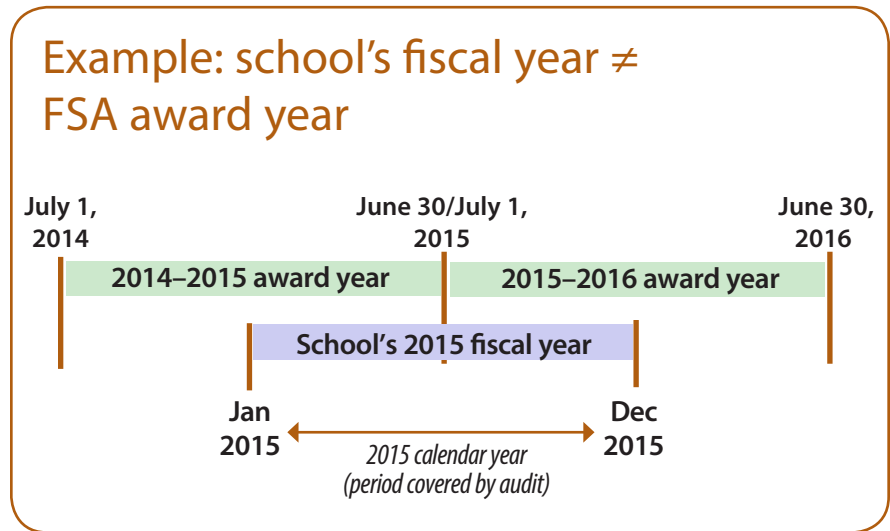 Example: school's fiscal year ≠
FSA award year
July 1,
2014
June 30/July 1,
2015
June 30,
2016
2014–2015 award year
2015–2016 award year
School's 2015 fiscal year
Jan
2015
Dec
2015
2015 calendar year
(period covered by audit)